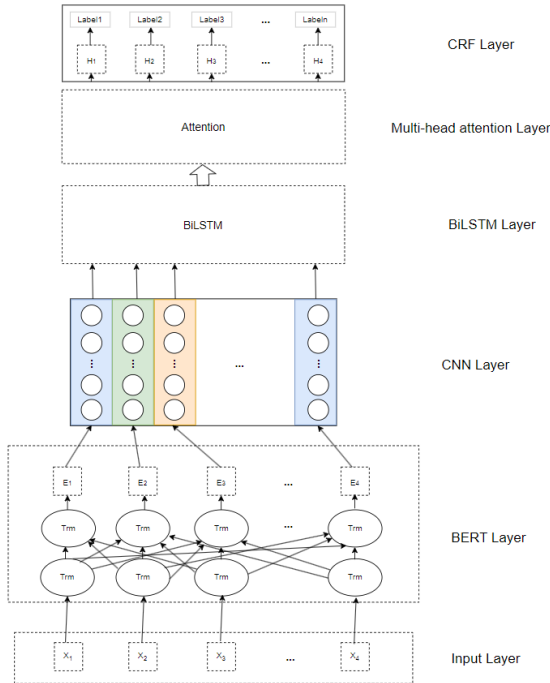 Label1 Label2 Label3 ... Labeln
CRF Layer
H1 H2 H3 ... H4
Attention
Multi-head attention Layer
BiLSTM
BiLSTM Layer
...
CNN Layer
E1 E2 E3 ... E4
Trm Trm Trm ... Trm
BERT Layer
Trm Trm Trm Trm
X1 X2 X3 ... X4
Input Layer